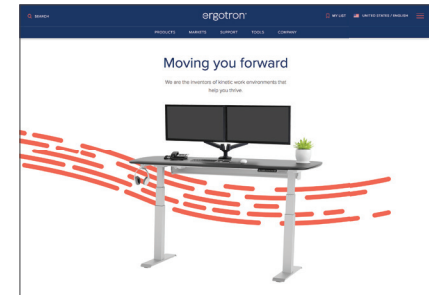 SEARCH
ergotron
MY LIST
UNITED STATES / ENGLISH
PRODUCTS MARKETS SUPPORT TOOLS COMPANY
Moving you forward
We are the inventors of kinetic work environments that
help you thrive.